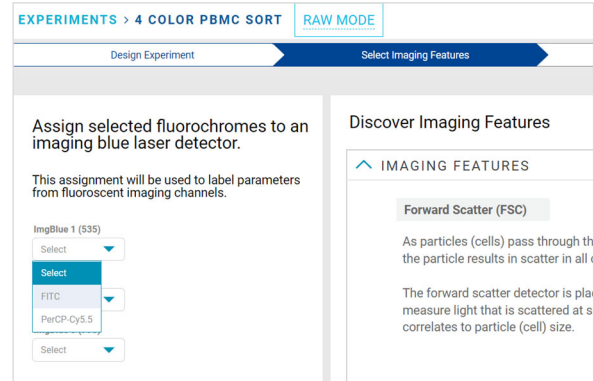 EXPERIMENTS > 4 COLOR PBMC SORT
RAW MODE
Design Experiment
Select Imaging Features
Assign selected fluorochromes to an
imaging blue laser detector.
This assignment will be used to label parameters
from fluoroscent imaging channels.
ImgBlue 1 (535)
Select
Select
FITC
PerCP-Cy5.5
Select
Discover Imaging Features
IMAGING FEATURES
Forward Scatter (FSC)
As particles (cells) pass through th
the particle results in scatter in all
The forward scatter detector is pla
measure light that is scattered at s
correlates to particle (cell) size.